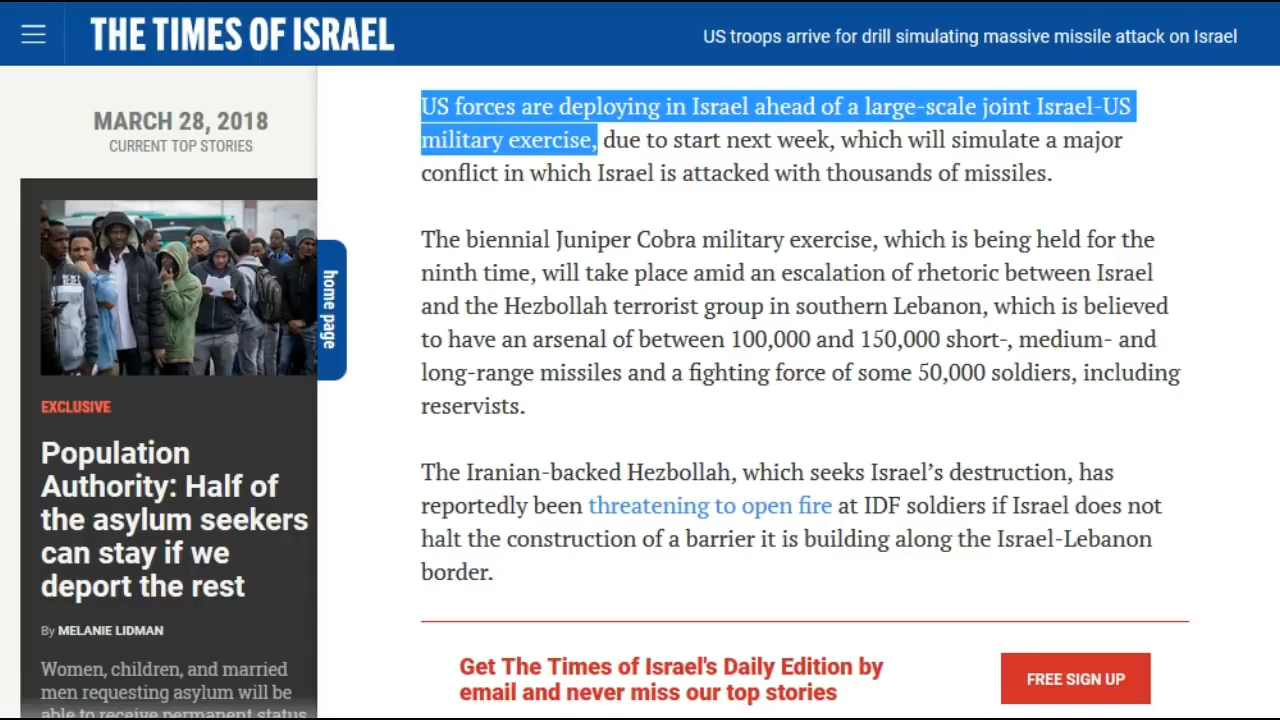 THE TIMES OF ISRAEL
US troops arrive for drill simulating massive missile attack on Israel
MARCH 28, 2018
CURRENT TOP STORIES
EXCLUSIVE
Population
Authority: Half of
the asylum seekers
can stay if we
deport the rest
By MELANIE LIDMAN
Women, children, and married
men requesting asylum will be
able to receive permanent status
home page
US forces are deploying in Israel ahead of a large-scale joint Israel-US
military exercise, due to start next week, which will simulate a major
conflict in which Israel is attacked with thousands of missiles.
The biennial Juniper Cobra military exercise, which is being held for the
ninth time, will take place amid an escalation of rhetoric between Israel
and the Hezbollah terrorist group in southern Lebanon, which is believed
to have an arsenal of between 100,000 and 150,000 short-, medium- and
long-range missiles and a fighting force of some 50,000 soldiers, including
reservists.
The Iranian-backed Hezbollah, which seeks Israel’s destruction, has
reportedly been threatening to open fire at IDF soldiers if Israel does not
halt the construction of a barrier it is building along the Israel-Lebanon
border.
Get The Times of Israel's Daily Edition by
email and never miss our top stories
FREE SIGN UP